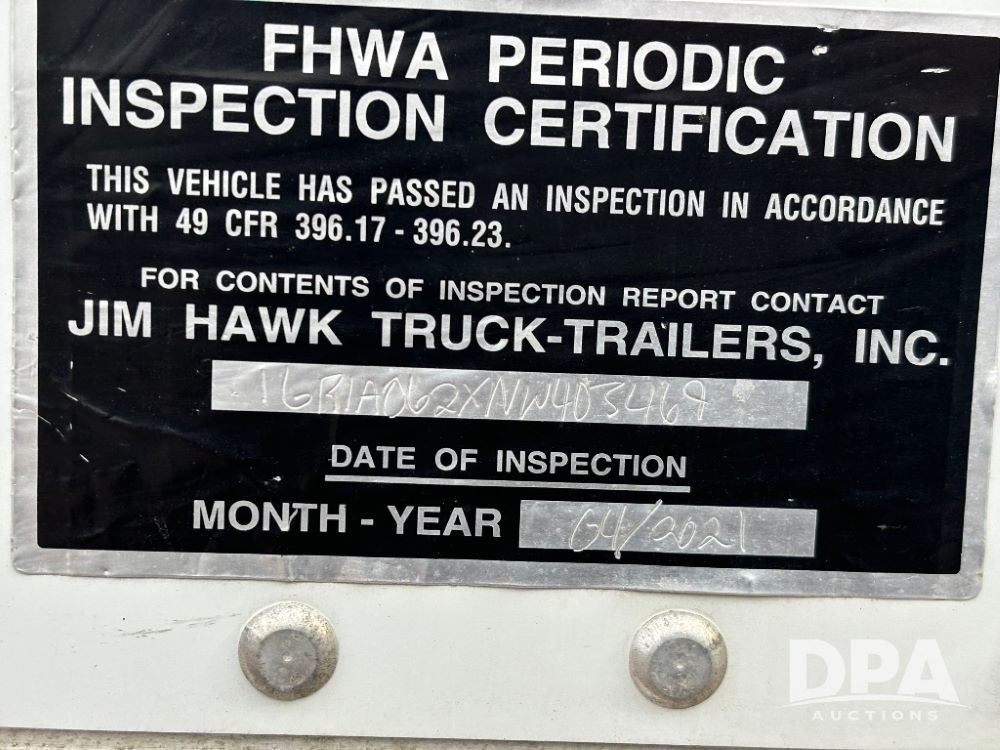 FHWA PERIODIC
INSPECTION CERTIFICATION
THIS VEHICLE HAS PASSED AN INSPECTION IN ACCORDANCE
WITH 49 CFR 396.17 - 396.23.
FOR CONTENTS OF INSPECTION REPORT CONTACT
JIM HAWK TRUCK-TRAILERS, INC.
DATE OF INSPECTION
MONTH - YEAR 04/2021
DPA
AUCTIONS